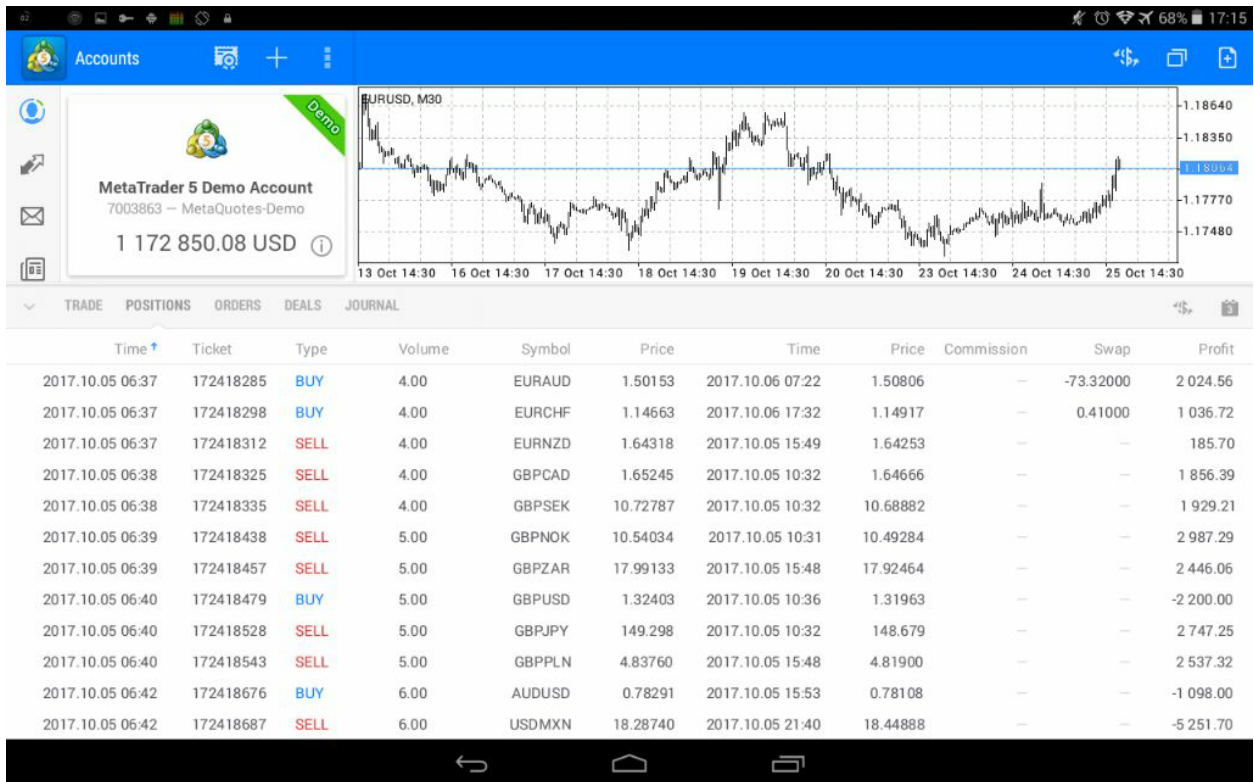 68% 17:15
Accounts
EURUSD, M30
1.18640
1.18350
1.18064
1.17770
1.17480
Demo
MetaTrader 5 Demo Account
7003863 — MetaQuotes-Demo
1 172 850.08 USD
13 Oct 14:30 16 Oct 14:30 17 Oct 14:30 18 Oct 14:30 19 Oct 14:30 20 Oct 14:30 23 Oct 14:30 24 Oct 14:30 25 Oct 14:30
TRADE POSITIONS ORDERS DEALS JOURNAL
Time Ticket Type Volume Symbol Price Time Price Commission Swap Profit
2017.10.05 06:37 172418285 BUY 4.00 EURAUD 1.50153 2017.10.06 07:22 1.50806 — -73.32000 2 024.56
2017.10.05 06:37 172418298 BUY 4.00 EURCHF 1.14663 2017.10.06 17:32 1.14917 — 0.41000 1 036.72
2017.10.05 06:37 172418312 SELL 4.00 EURNZD 1.64318 2017.10.05 15:49 1.64253 — — 185.70
2017.10.05 06:38 172418325 SELL 4.00 GBPCAD 1.65245 2017.10.05 10:32 1.64666 — — 1 856.39
2017.10.05 06:38 172418335 SELL 4.00 GBPSEK 10.72787 2017.10.05 10:32 10.68882 — — 1 929.21
2017.10.05 06:39 172418438 SELL 5.00 GBPNOK 10.54034 2017.10.05 10:31 10.49284 — — 2 987.29
2017.10.05 06:39 172418457 SELL 5.00 GBPZAR 17.99133 2017.10.05 15:48 17.92464 — — 2 446.06
2017.10.05 06:40 172418479 BUY 5.00 GBPUSD 1.32403 2017.10.05 10:36 1.31963 — — -2 200.00
2017.10.05 06:40 172418528 SELL 5.00 GBPJPY 149.298 2017.10.05 10:32 148.679 — — 2 747.25
2017.10.05 06:40 172418543 SELL 5.00 GBPPLN 4.83760 2017.10.05 15:48 4.81900 — — 2 537.32
2017.10.05 06:42 172418676 BUY 6.00 AUDUSD 0.78291 2017.10.05 15:53 0.78108 — — -1 098.00
2017.10.05 06:42 172418687 SELL 6.00 USDMXN 18.28740 2017.10.05 21:40 18.44888 — — -5 251.70